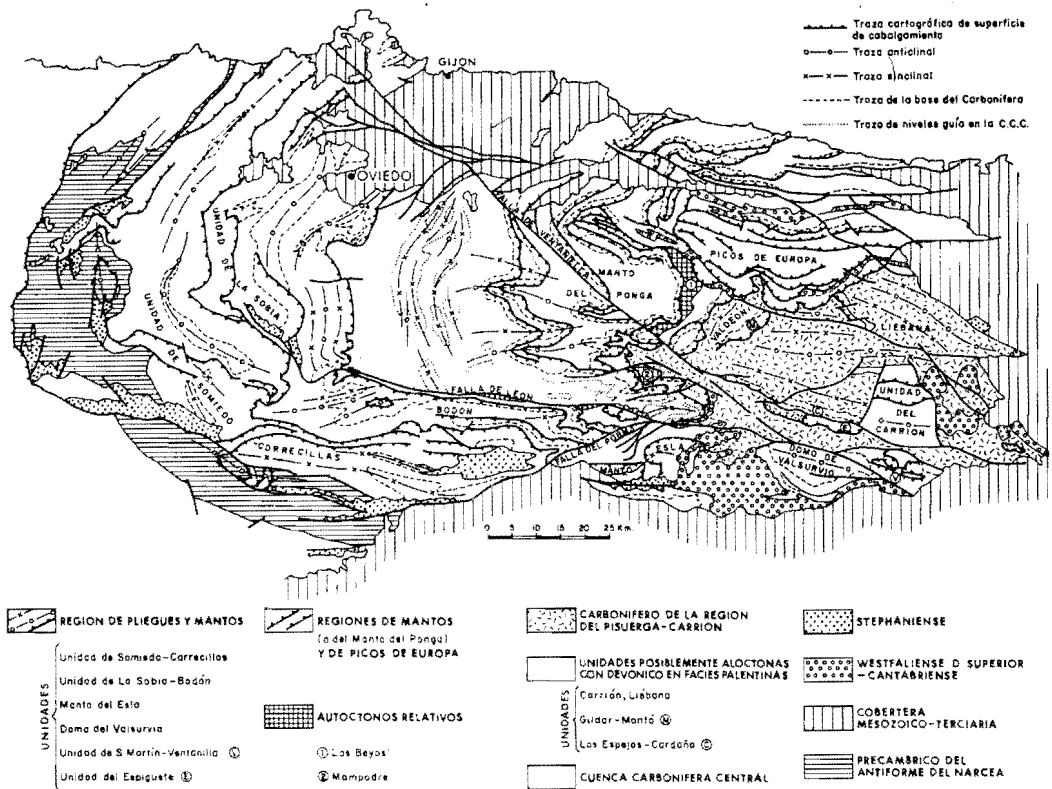 Traza cartográfica de superficie
de cabalgamiento
Traza anticlinal
Traza sinclinal
Traza de la base del Carbonífero
Trazo de niveles guía en la C.C.C.
GIJON
OVIEDO
UNIDAD DE LA SOBIA
UNIDAD DE SOMIEDO
CORRECILLAS
FALLA DE LEON
BODON
FALLA DEL PORMA
VENTANIELLA
MANTO
DEL PONGA
PICOS DE EUROPA
VALDEON
LIEBANA
UNIDAD
DEL
CARRION
ESLA
MANTO
DOMO DE
VALSURVIO
0 5 10 15 20 25 Km.
REGION DE PLIEGUES Y MANTOS
UNIDADES
Unidad de Somiedo-Correcillas
Unidad de La Sobia-Bodón
Manto del Esla
Domo del Valsurvio
Unidad de S. Martín-Ventanilla
Unidad del Espigüete Ⓔ
REGIONES DE MANTOS
(o del Manto del Ponga)
Y DE PICOS DE EUROPA
AUTOCTONOS RELATIVOS
① Los Beyos
② Mampodre
CARBONIFERO DE LA REGION
DEL PISUERGA-CARRION
UNIDADES POSIBLEMENTE ALOCTONAS
CON DEVONICO EN FACIES PALENTINAS
UNIDADES
Carrión, Liébana
Gildar-Montó Ⓜ
Los Espejos-Cardaño Ⓒ
CUENCA CARBONIFERA CENTRAL
STEPHANIENSE
WESTFALIENSE D SUPERIOR
-CANTABRIENSE
COBERTERA
MESOZOICO-TERCIARIA
PRECAMBRICO DEL
ANTIFORME DEL NARCEA